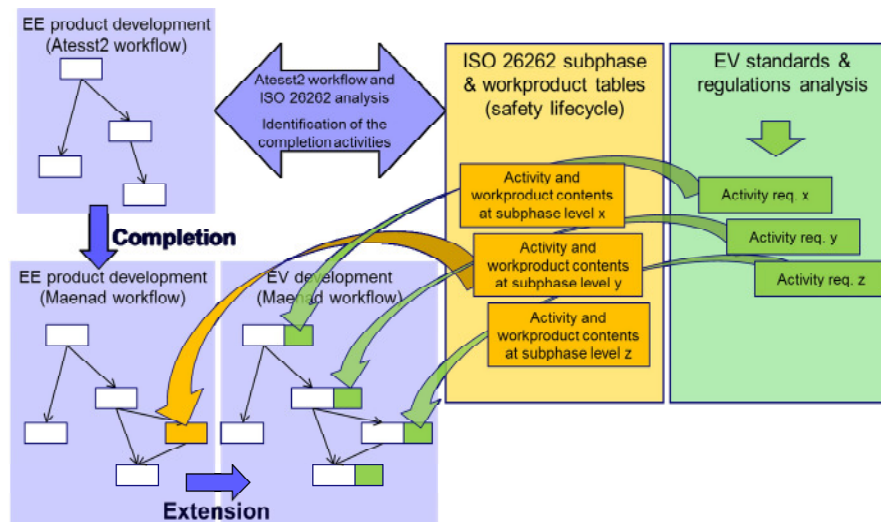 EE product development
(Atesst2 workflow)
Atesst2 workflow and
ISO 26262 analysis
Identification of the
completion activities
ISO 26262 subphase
& workproduct tables
(safety lifecycle)
EV standards &
regulations analysis
Activity and
workproduct contents
at subphase level x
Activity req. x
Activity and
workproduct contents
at subphase level y
Activity req. y
Activity req. z
Activity and
workproduct contents
at subphase level z
Completion
EE product development
(Maenad workflow)
EV development
(Maenad workflow)
Extension